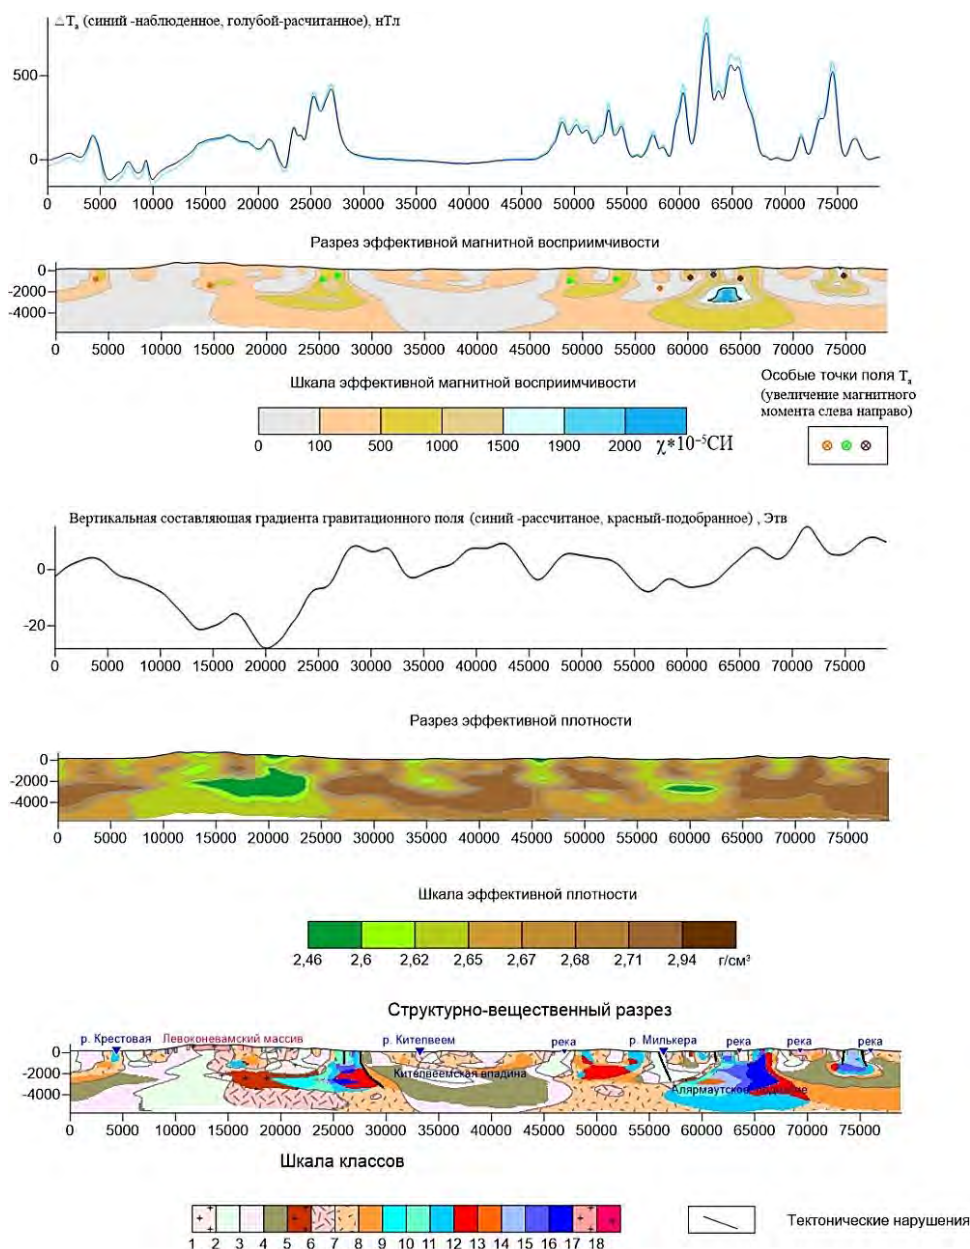 △Tₐ (синий -наблюденное, голубой-расчитанное), нТл
500
0
0 5000 10000 15000 20000 25000 30000 35000 40000 45000 50000 55000 60000 65000 70000 75000
Разрез эффективной магнитной восприимчивости
0
-2000
-4000
0 5000 10000 15000 20000 25000 30000 35000 40000 45000 50000 55000 60000 65000 70000 75000
Шкала эффективной магнитной восприимчивости
0 100 500 1000 1500 1900 2000 χ*10⁻⁵СИ
Особые точки поля Tₐ
(увеличение магнитного
момента слева направо)
Вертикальная составляющая градиента гравитационного поля (синий -рассчитаное, красный-подобранное) , Этв
0
-20
0 5000 10000 15000 20000 25000 30000 35000 40000 45000 50000 55000 60000 65000 70000 75000
Разрез эффективной плотности
0
-2000
-4000
0 5000 10000 15000 20000 25000 30000 35000 40000 45000 50000 55000 60000 65000 70000 75000
Шкала эффективной плотности
2,46 2,6 2,62 2,65 2,67 2,68 2,71 2,94 г/см³
Структурно-вещественный разрез
р. Крестовая Левоконевамский массив р. Китепвеем река р. Милькера река река река
0
-2000
-4000
Китепвеемская впадина
Алярмаутское
0 5000 10000 15000 20000 25000 30000 35000 40000 45000 50000 55000 60000 65000 70000 75000
Шкала классов
1 2 3 4 5 6 7 8 9 10 11 12 13 14 15 16 17 18
Тектонические нарушения